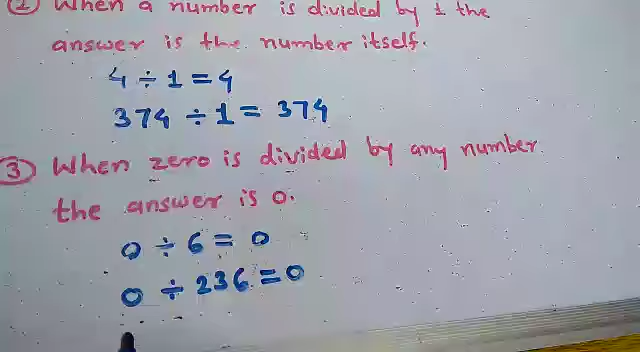 ② When a number is divided by 1 the
answer is the number itself.
4 ÷ 1 = 4
374 ÷ 1 = 374
③ When zero is divided by any number
the answer is 0.
0 ÷ 6 = 0
0 ÷ 236 = 0